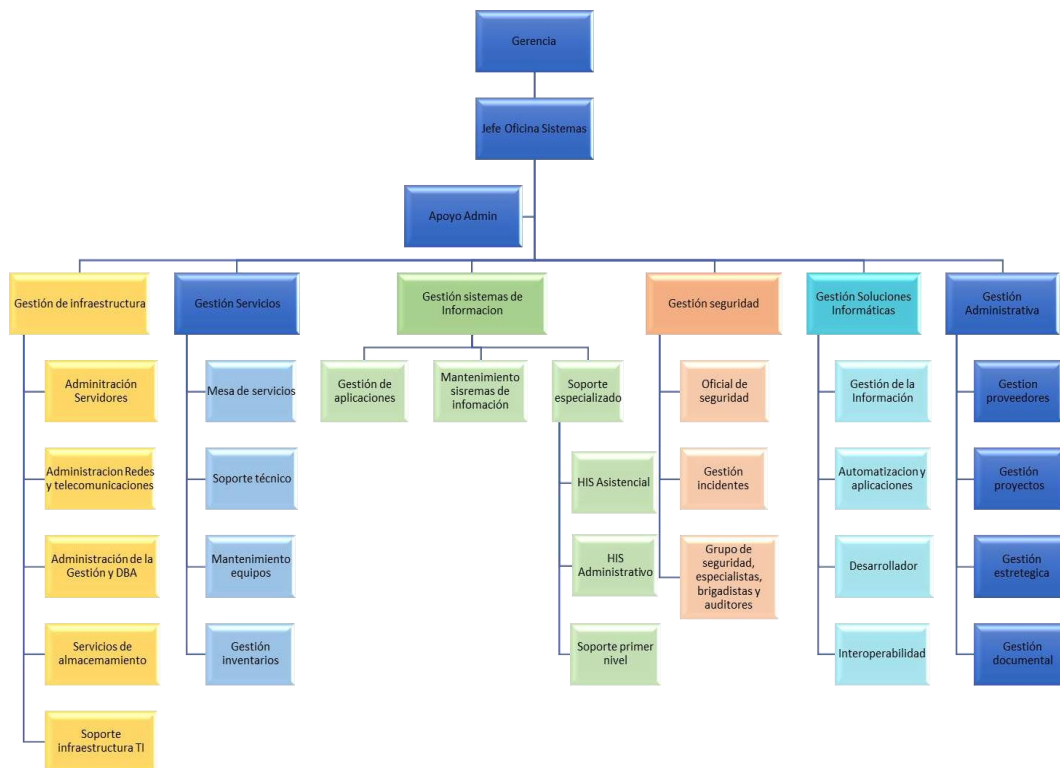 Gerencia
Jefe Oficina Sistemas
Apoyo Admin
Gestión de infraestructura
Gestión Servicios
Gestión sistemas de
Informacion
Gestión seguridad
Gestión Soluciones
Informáticas
Gestión
Administrativa
Adminitración
Servidores
Administracion Redes
y telecomunicaciones
Administración de la
Gestión y DBA
Servicios de
almacemamiento
Soporte
infraestructura TI
Mesa de servicios
Soporte técnico
Mantenimiento
equipos
Gestión
inventarios
Gestión de
aplicaciones
Mantenimiento
sisremas de
infomación
Soporte
especializado
HIS Asistencial
HIS
Administrativo
Soporte primer
nivel
Oficial de
seguridad
Gestión
incidentes
Grupo de
seguridad,
especialistas,
brigadistas y
auditores
Gestión de la
Información
Automatizacion y
aplicaciones
Desarrollador
Interoperabilidad
Gestion
proveedores
Gestión
proyectos
Gestión
estretegica
Gestión
documental